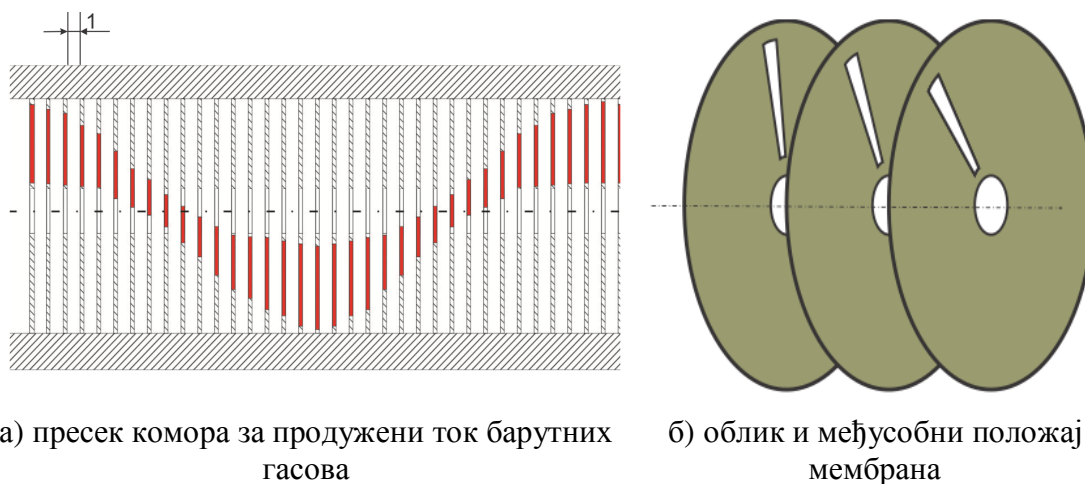 1
а) пресек комора за продужени ток барутних
гасова
б) облик и међусобни положај
мембрана